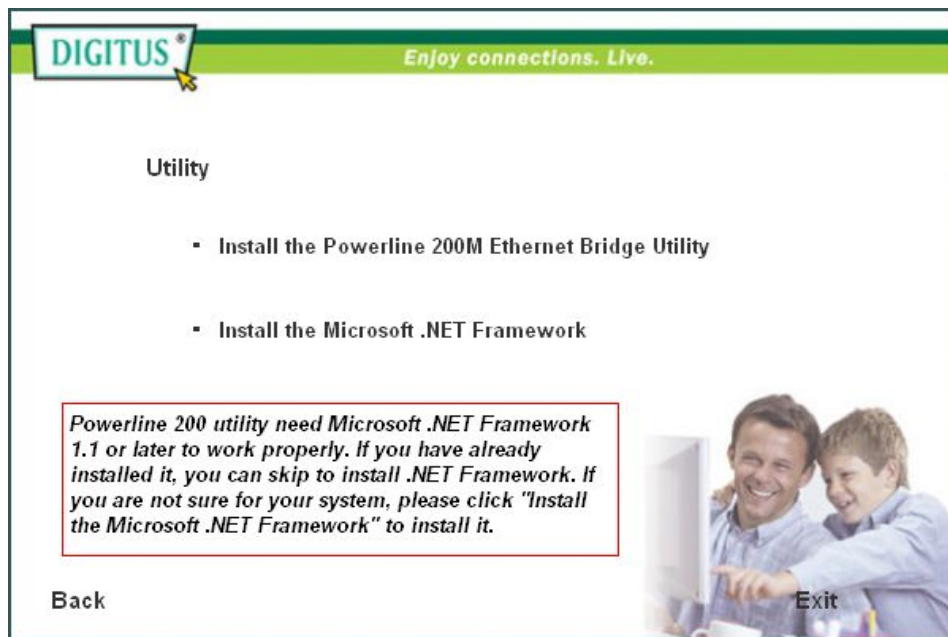 DIGITUS®
Enjoy connections. Live.
Utility
▪ Install the Powerline 200M Ethernet Bridge Utility
▪ Install the Microsoft .NET Framework
Powerline 200 utility need Microsoft .NET Framework
1.1 or later to work properly. If you have already
installed it, you can skip to install .NET Framework. If
you are not sure for your system, please click "Install
the Microsoft .NET Framework" to install it.
Back
Exit